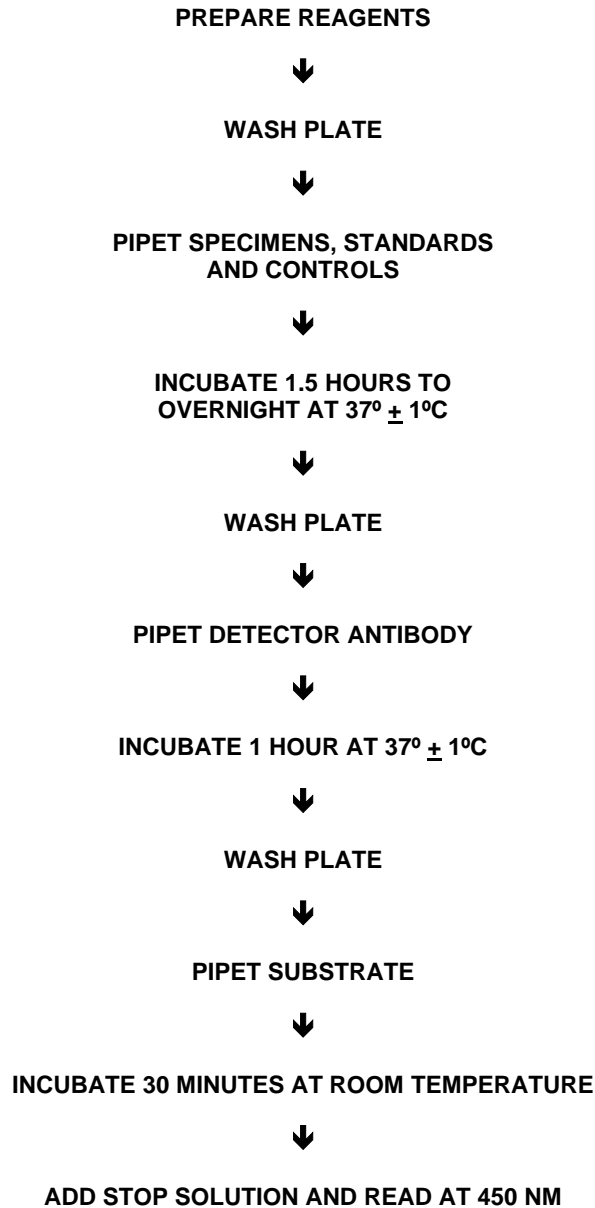 PREPARE REAGENTS
WASH PLATE
PIPET SPECIMENS, STANDARDS
AND CONTROLS
INCUBATE 1.5 HOURS TO
OVERNIGHT AT 37º ± 1ºC
WASH PLATE
PIPET DETECTOR ANTIBODY
INCUBATE 1 HOUR AT 37º ± 1ºC
WASH PLATE
PIPET SUBSTRATE
INCUBATE 30 MINUTES AT ROOM TEMPERATURE
ADD STOP SOLUTION AND READ AT 450 NM